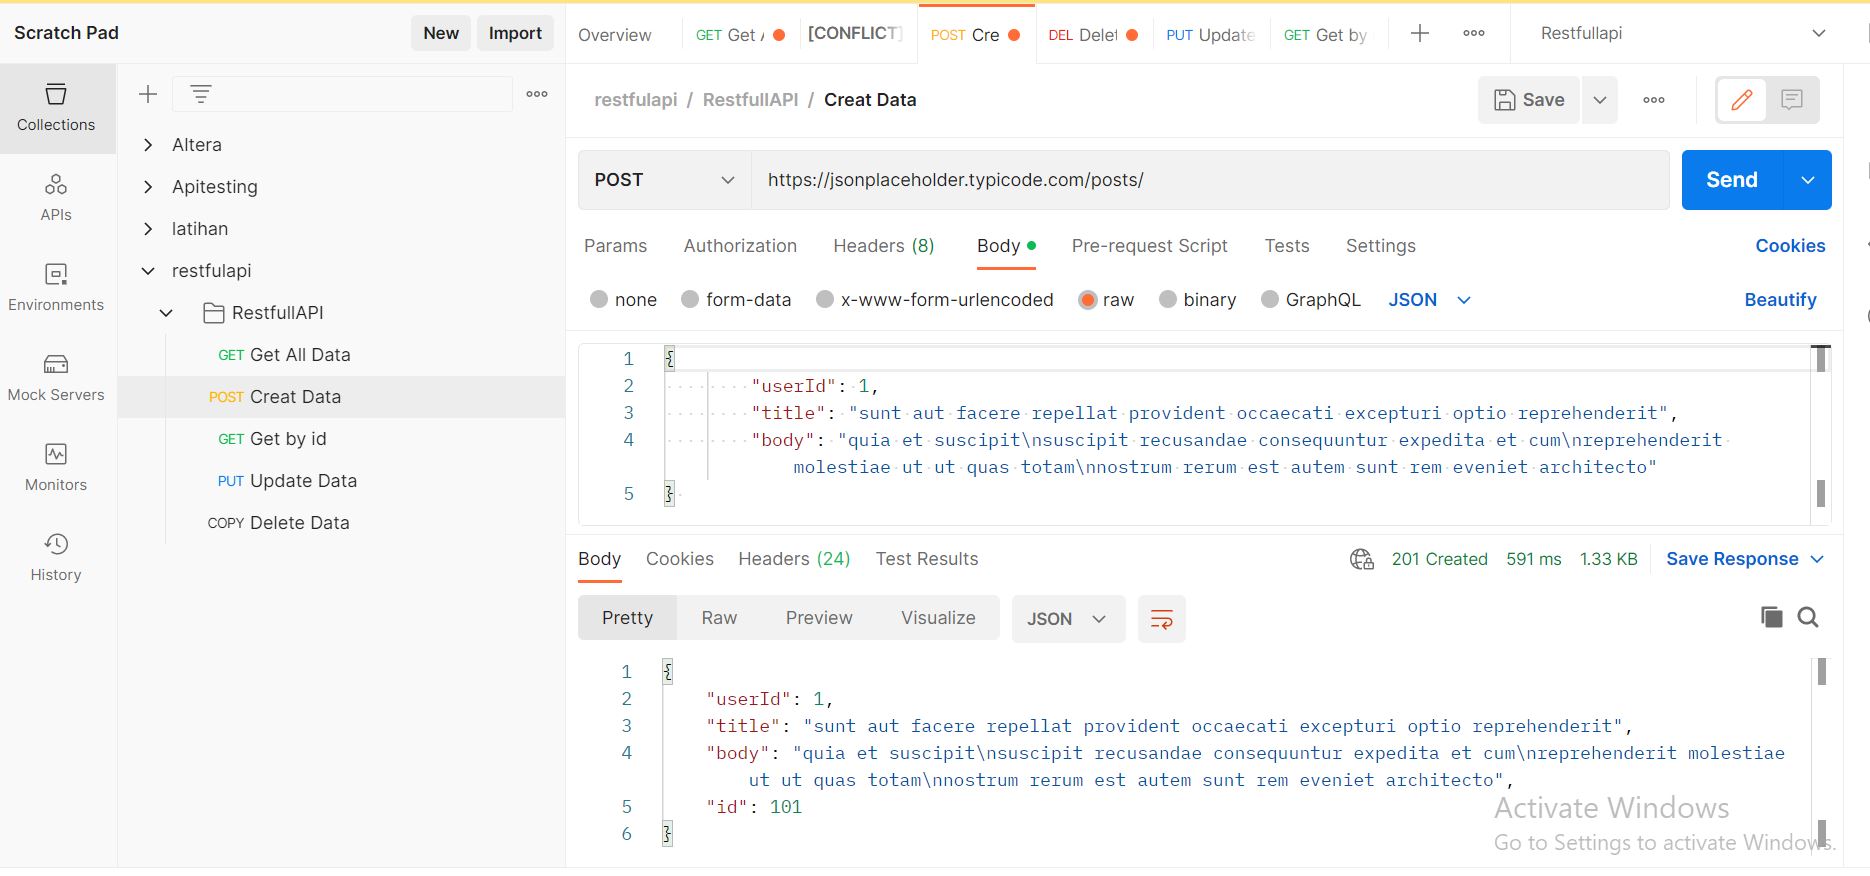 Scratch Pad New Import
Overview GET Get [CONFLICT] POST Cre DEL Delet PUT Update GET Get by Restfullapi
Collections
APIs
Environments
Mock Servers
Monitors
History
Altera
Apitesting
latihan
restfulapi
RestfullAPI
GET Get All Data
POST Creat Data
GET Get by id
PUT Update Data
COPY Delete Data
restfulapi / RestfullAPI / Creat Data Save
POST https://jsonplaceholder.typicode.com/posts/ Send
Params Authorization Headers (8) Body Pre-request Script Tests Settings Cookies
none form-data x-www-form-urlencoded raw binary GraphQL JSON Beautify
1 {
2 "userId": 1,
3 "title": "sunt aut facere repellat provident occaecati excepturi optio reprehenderit",
4 "body": "quia et suscipit\nsuscipit recusandae consequuntur expedita et cum\nreprehenderit
molestiae ut ut quas totam\nnostrum rerum est autem sunt rem eveniet architecto"
5 }
Body Cookies Headers (24) Test Results 201 Created 591 ms 1.33 KB Save Response
Pretty Raw Preview Visualize JSON
1 {
2 "userId": 1,
3 "title": "sunt aut facere repellat provident occaecati excepturi optio reprehenderit",
4 "body": "quia et suscipit\nsuscipit recusandae consequuntur expedita et cum\nreprehenderit molestiae
ut ut quas totam\nnostrum rerum est autem sunt rem eveniet architecto",
5 "id": 101
6 }
Activate Windows
Go to Settings to activate Windows.